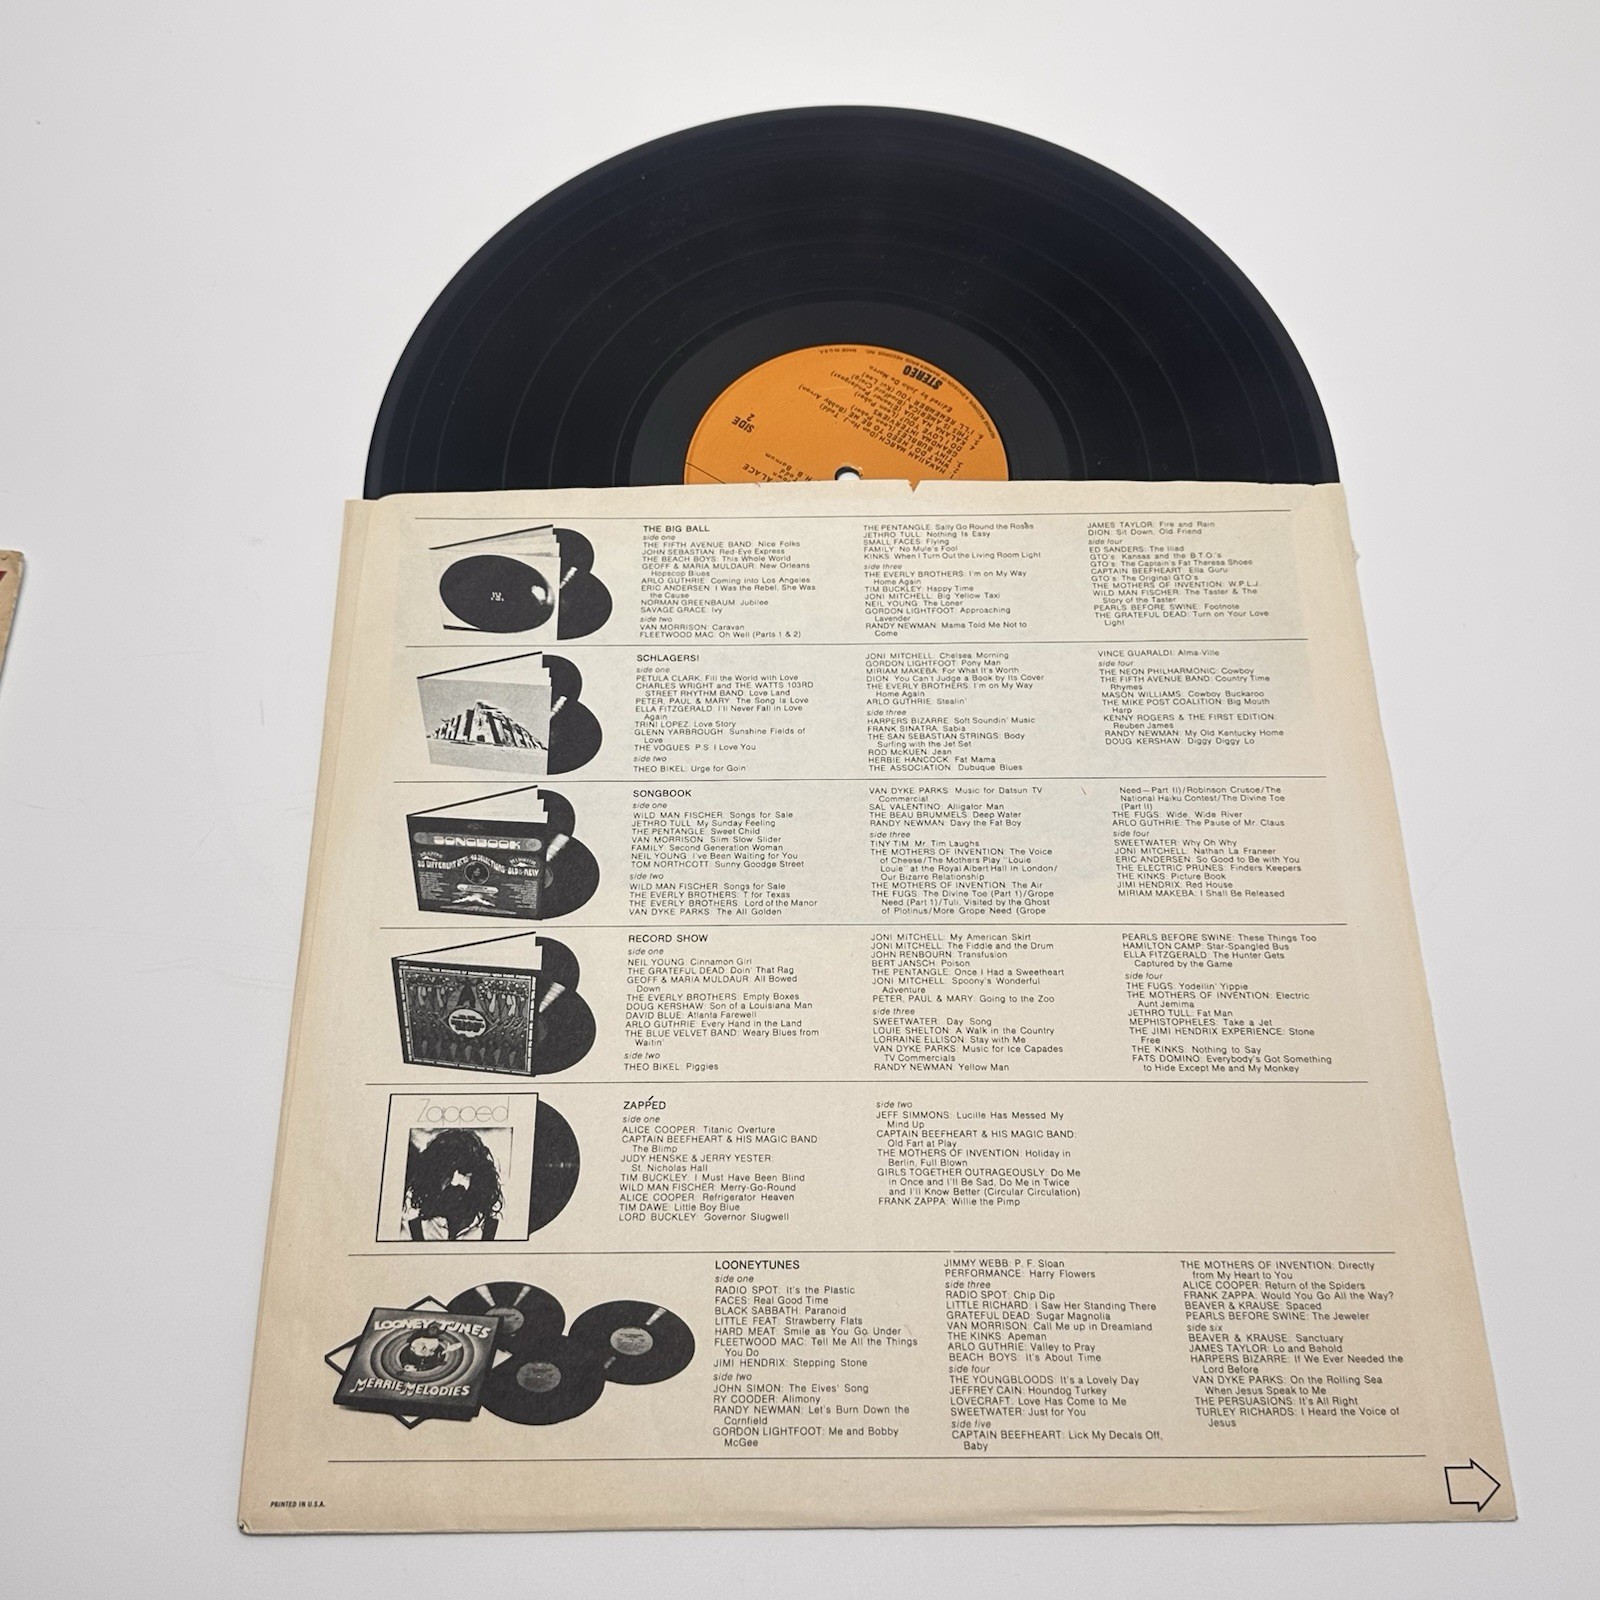 REPRISE RECORDS, A DIVISION OF WARNER BROS. RECORDS INC. MADE IN U.S.A.
STEREO
SIDE
2
HAWAIIAN MARCH
TINY BUBBLES
I'LL REMEMBER YOU (Kui Lee)
THE BIG BALL
side one
THE FIFTH AVENUE BAND: Nice Folks
JOHN SEBASTIAN: Red-Eye Express
THE BEACH BOYS: This Whole World
GEOFF & MARIA MULDAUR: New Orleans
Hopscop Blues
ARLO GUTHRIE: Coming into Los Angeles
ERIC ANDERSEN: I Was the Rebel, She Was
the Cause
NORMAN GREENBAUM: Jubilee
SAVAGE GRACE: Ivy
side two
VAN MORRISON: Caravan
FLEETWOOD MAC: Oh Well (Parts 1 & 2)
THE PENTANGLE: Sally Go Round the Roses
JETHRO TULL: Nothing Is Easy
SMALL FACES: Flying
FAMILY: No Mule's Fool
KINKS: When I Turn Out the Living Room Light
side three
THE EVERLY BROTHERS: I'm on My Way
Home Again
TIM BUCKLEY: Happy Time
JONI MITCHELL: Big Yellow Taxi
NEIL YOUNG: The Loner
GORDON LIGHTFOOT: Approaching
Lavender
RANDY NEWMAN: Mama Told Me Not to
Come
JAMES TAYLOR: Fire and Rain
DION: Sit Down, Old Friend
side four
ED SANDERS: The Iliad
GTO's: Kansas and the B.T.O.'s
GTO's: The Captain's Fat Theresa Shoes
CAPTAIN BEEFHEART: Ella Guru
GTO's: The Original GTO's
THE MOTHERS OF INVENTION: W.P.L.J.
WILD MAN FISCHER: The Taster & The
Story of the Taster
PEARLS BEFORE SWINE: Footnote
THE GRATEFUL DEAD: Turn on Your Love
Light
SCHLAGERS!
side one
PETULA CLARK: Fill the World with Love
CHARLES WRIGHT and THE WATTS 103RD
STREET RHYTHM BAND: Love Land
PETER, PAUL & MARY: The Song Is Love
ELLA FITZGERALD: I'll Never Fall in Love
Again
TRINI LOPEZ: Love Story
GLENN YARBROUGH: Sunshine Fields of
Love
THE VOGUES: P.S. I Love You
side two
THEO BIKEL: Urge for Goin'
JONI MITCHELL: Chelsea Morning
GORDON LIGHTFOOT: Pony Man
MIRIAM MAKEBA: For What It's Worth
DION: You Can't Judge a Book by Its Cover
THE EVERLY BROTHERS: I'm on My Way
Home Again
ARLO GUTHRIE: Stealin'
side three
HARPERS BIZARRE: Soft Soundin' Music
FRANK SINATRA: Sabia
THE SAN SEBASTIAN STRINGS: Body
Surfing with the Jet Set
ROD McKUEN: Jean
HERBIE HANCOCK: Fat Mama
THE ASSOCIATION: Dubuque Blues
VINCE GUARALDI: Alma-Ville
side four
THE NEON PHILHARMONIC: Cowboy
THE FIFTH AVENUE BAND: Country Time
Rhymes
MASON WILLIAMS: Cowboy Buckaroo
THE MIKE POST COALITION: Big Mouth
Harp
KENNY ROGERS & THE FIRST EDITION:
Reuben James
RANDY NEWMAN: My Old Kentucky Home
DOUG KERSHAW: Diggy Diggy Lo
SONGBOOK
SONGBOOK
side one
WILD MAN FISCHER: Songs for Sale
JETHRO TULL: My Sunday Feeling
THE PENTANGLE: Sweet Child
VAN MORRISON: Slim Slow Slider
FAMILY: Second Generation Woman
NEIL YOUNG: I've Been Waiting for You
TOM NORTHCOTT: Sunny Goodge Street
side two
WILD MAN FISCHER: Songs for Sale
THE EVERLY BROTHERS: T for Texas
THE EVERLY BROTHERS: Lord of the Manor
VAN DYKE PARKS: The All Golden
VAN DYKE PARKS: Music for Datsun TV
Commercial
SAL VALENTINO: Alligator Man
THE BEAU BRUMMELS: Deep Water
RANDY NEWMAN: Davy the Fat Boy
side three
TINY TIM: Mr. Tim Laughs
THE MOTHERS OF INVENTION: The Voice
of Cheese/The Mothers Play "Louie
Louie" at the Royal Albert Hall in London/
Our Bizarre Relationship
THE MOTHERS OF INVENTION: The Air
THE FUGS: The Divine Toe (Part I)/Grope
Need (Part 1)/Tuli, Visited by the Ghost
of Plotinus/More Grope Need (Grope
Need—Part II)/Robinson Crusoe/The
National Haiku Contest/The Divine Toe
(Part II)
THE FUGS: Wide, Wide River
ARLO GUTHRIE: The Pause of Mr. Claus
side four
SWEETWATER: Why Oh Why
JONI MITCHELL: Nathan La Franeer
ERIC ANDERSEN: So Good to Be with You
THE ELECTRIC PRUNES: Finders Keepers
THE KINKS: Picture Book
JIMI HENDRIX: Red House
MIRIAM MAKEBA: I Shall Be Released
RECORD SHOW
side one
NEIL YOUNG: Cinnamon Girl
THE GRATEFUL DEAD: Doin' That Rag
GEOFF & MARIA MULDAUR: All Bowed
Down
THE EVERLY BROTHERS: Empty Boxes
DOUG KERSHAW: Son of a Louisiana Man
DAVID BLUE: Atlanta Farewell
ARLO GUTHRIE: Every Hand in the Land
THE BLUE VELVET BAND: Weary Blues from
Waitin'
side two
THEO BIKEL: Piggies
JONI MITCHELL: My American Skirt
JONI MITCHELL: The Fiddle and the Drum
JOHN RENBOURN: Transfusion
BERT JANSCH: Poison
THE PENTANGLE: Once I Had a Sweetheart
JONI MITCHELL: Spoony's Wonderful
Adventure
PETER, PAUL & MARY: Going to the Zoo
side three
SWEETWATER: Day Song
LOUIE SHELTON: A Walk in the Country
LORRAINE ELLISON: Stay with Me
VAN DYKE PARKS: Music for Ice Capades
TV Commercials
RANDY NEWMAN: Yellow Man
PEARLS BEFORE SWINE: These Things Too
HAMILTON CAMP: Star-Spangled Bus
ELLA FITZGERALD: The Hunter Gets
Captured by the Game
side four
THE FUGS: Yodellin' Yippie
THE MOTHERS OF INVENTION: Electric
Aunt Jemima
JETHRO TULL: Fat Man
MEPHISTOPHELES: Take a Jet
THE JIMI HENDRIX EXPERIENCE: Stone
Free
THE KINKS: Nothing to Say
FATS DOMINO: Everybody's Got Something
to Hide Except Me and My Monkey
Zapped
ZAPPÉD
side one
ALICE COOPER: Titanic Overture
CAPTAIN BEEFHEART & HIS MAGIC BAND:
The Blimp
JUDY HENSKE & JERRY YESTER:
St. Nicholas Hall
TIM BUCKLEY: I Must Have Been Blind
WILD MAN FISCHER: Merry-Go-Round
ALICE COOPER: Refrigerator Heaven
TIM DAWE: Little Boy Blue
LORD BUCKLEY: Governor Slugwell
side two
JEFF SIMMONS: Lucille Has Messed My
Mind Up
CAPTAIN BEEFHEART & HIS MAGIC BAND:
Old Fart at Play
THE MOTHERS OF INVENTION: Holiday in
Berlin, Full Blown
GIRLS TOGETHER OUTRAGEOUSLY: Do Me
in Once and I'll Be Sad, Do Me in Twice
and I'll Know Better (Circular Circulation)
FRANK ZAPPA: Willie the Pimp
LOONEY TUNES
MERRIE MELODIES
LOONEYTUNES
side one
RADIO SPOT: It's the Plastic
FACES: Real Good Time
BLACK SABBATH: Paranoid
LITTLE FEAT: Strawberry Flats
HARD MEAT: Smile as You Go Under
FLEETWOOD MAC: Tell Me All the Things
You Do
JIMI HENDRIX: Stepping Stone
side two
JOHN SIMON: The Elves' Song
RY COODER: Alimony
RANDY NEWMAN: Let's Burn Down the
Cornfield
GORDON LIGHTFOOT: Me and Bobby
McGee
JIMMY WEBB: P. F. Sloan
PERFORMANCE: Harry Flowers
side three
RADIO SPOT: Chip Dip
LITTLE RICHARD: I Saw Her Standing There
GRATEFUL DEAD: Sugar Magnolia
VAN MORRISON: Call Me up in Dreamland
THE KINKS: Apeman
ARLO GUTHRIE: Valley to Pray
BEACH BOYS: It's About Time
side four
THE YOUNGBLOODS: It's a Lovely Day
JEFFREY CAIN: Houndog Turkey
LOVECRAFT: Love Has Come to Me
SWEETWATER: Just for You
side five
CAPTAIN BEEFHEART: Lick My Decals Off,
Baby
THE MOTHERS OF INVENTION: Directly
from My Heart to You
ALICE COOPER: Return of the Spiders
FRANK ZAPPA: Would You Go All the Way?
BEAVER & KRAUSE: Spaced
PEARLS BEFORE SWINE: The Jeweler
side six
BEAVER & KRAUSE: Sanctuary
JAMES TAYLOR: Lo and Behold
HARPERS BIZARRE: If We Ever Needed the
Lord Before
VAN DYKE PARKS: On the Rolling Sea
When Jesus Speak to Me
THE PERSUASIONS: It's All Right
TURLEY RICHARDS: I Heard the Voice of
Jesus
PRINTED IN U.S.A.